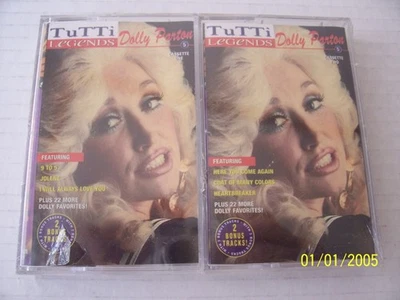 TuTTi
LEGENDS Dolly Parton
FEATURING
9 TO 5
JOLENE
I WILL ALWAYS LOVE YOU
PLUS 22 MORE
DOLLY FAVORITES!
BONUS
TRACKS!
TuTTi
LEGENDS Dolly Parton
FEATURING
HERE YOU COME AGAIN
COAT OF MANY COLORS
HEARTBREAKER
PLUS 22 MORE
DOLLY FAVORITES!
2
BONUS
TRACKS!
01/01/2005